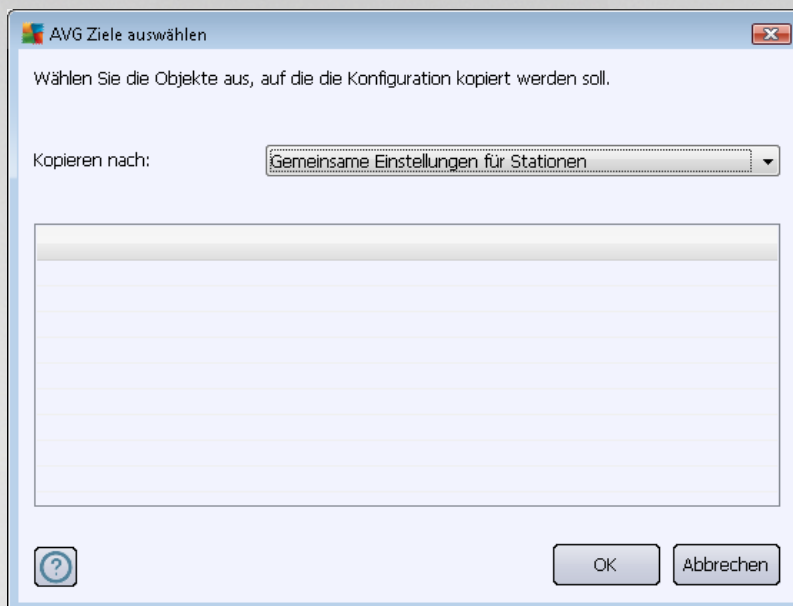 AVG Ziele auswählen
Wählen Sie die Objekte aus, auf die die Konfiguration kopiert werden soll.
Kopieren nach:
Gemeinsame Einstellungen für Stationen
?
OK
Abbrechen